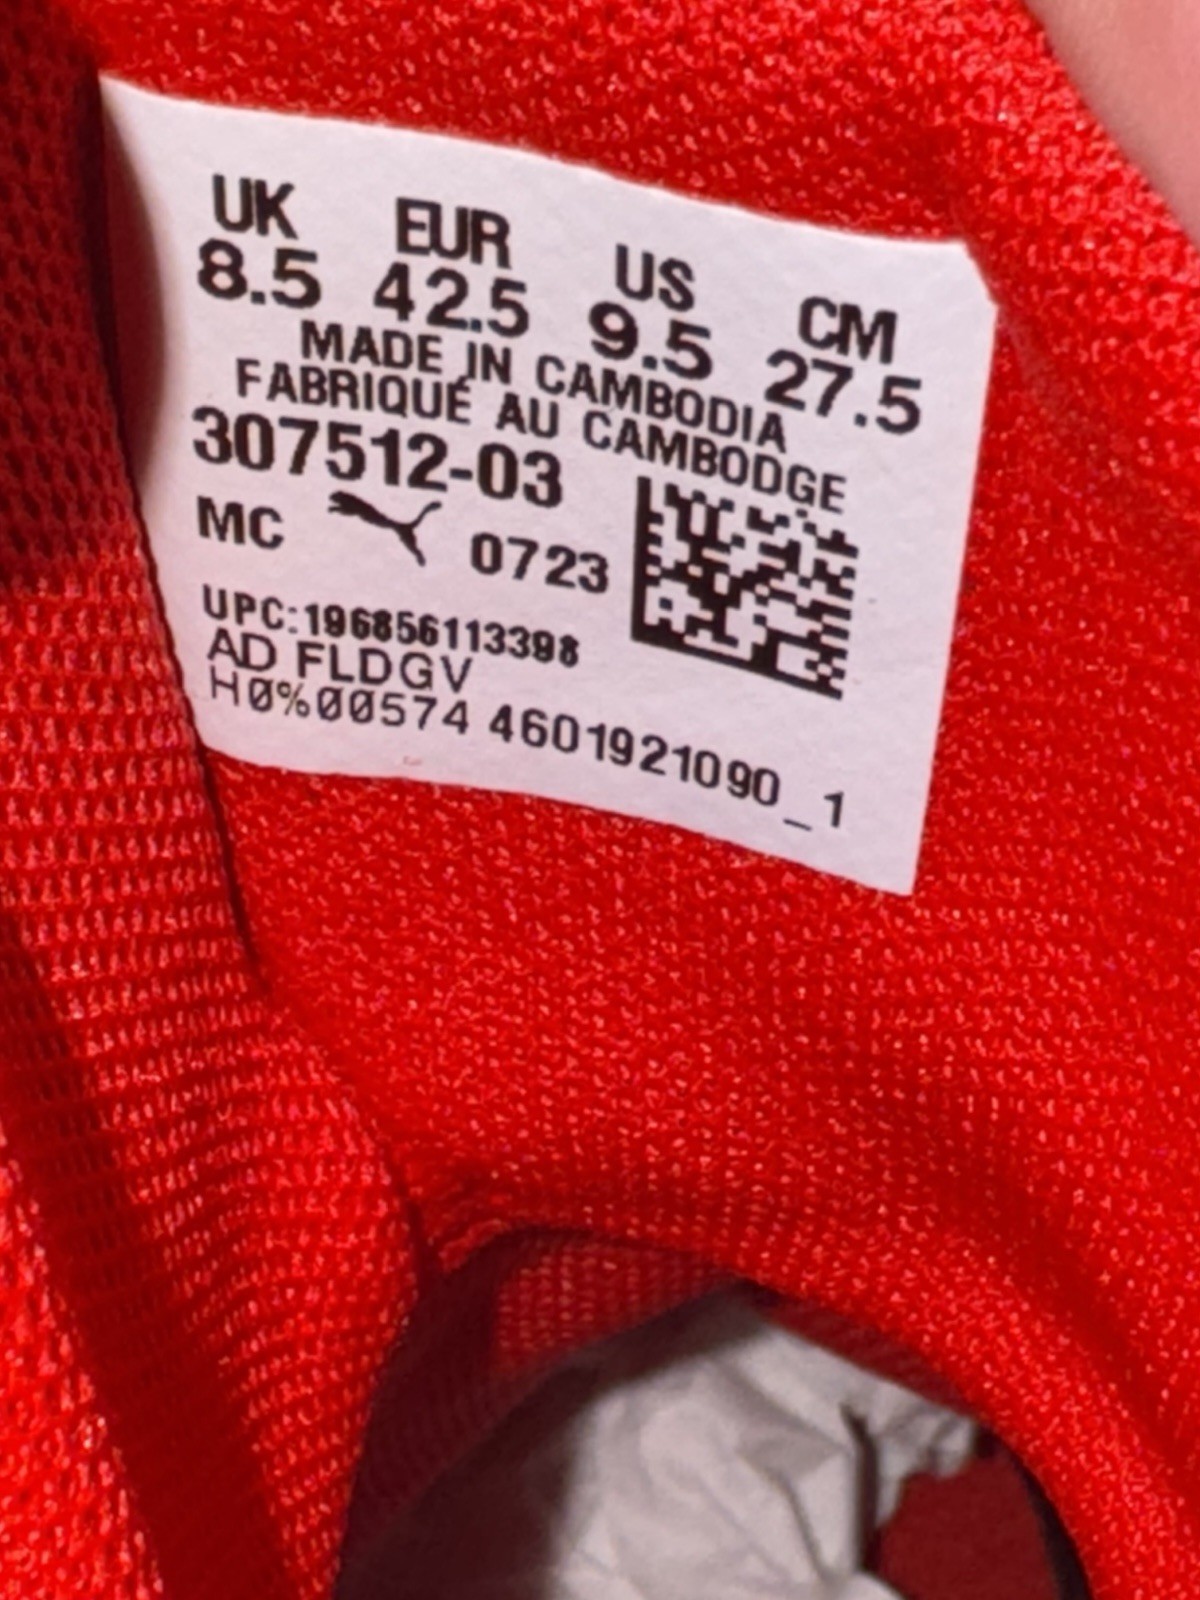 UK EUR US CM
8.5 42.5 9.5 27.5
MADE IN CAMBODIA
FABRIQUÉ AU CAMBODGE
307512-03
MC 0723
UPC:196856113398
AD FLDGV
H0%00574 4601921090_1